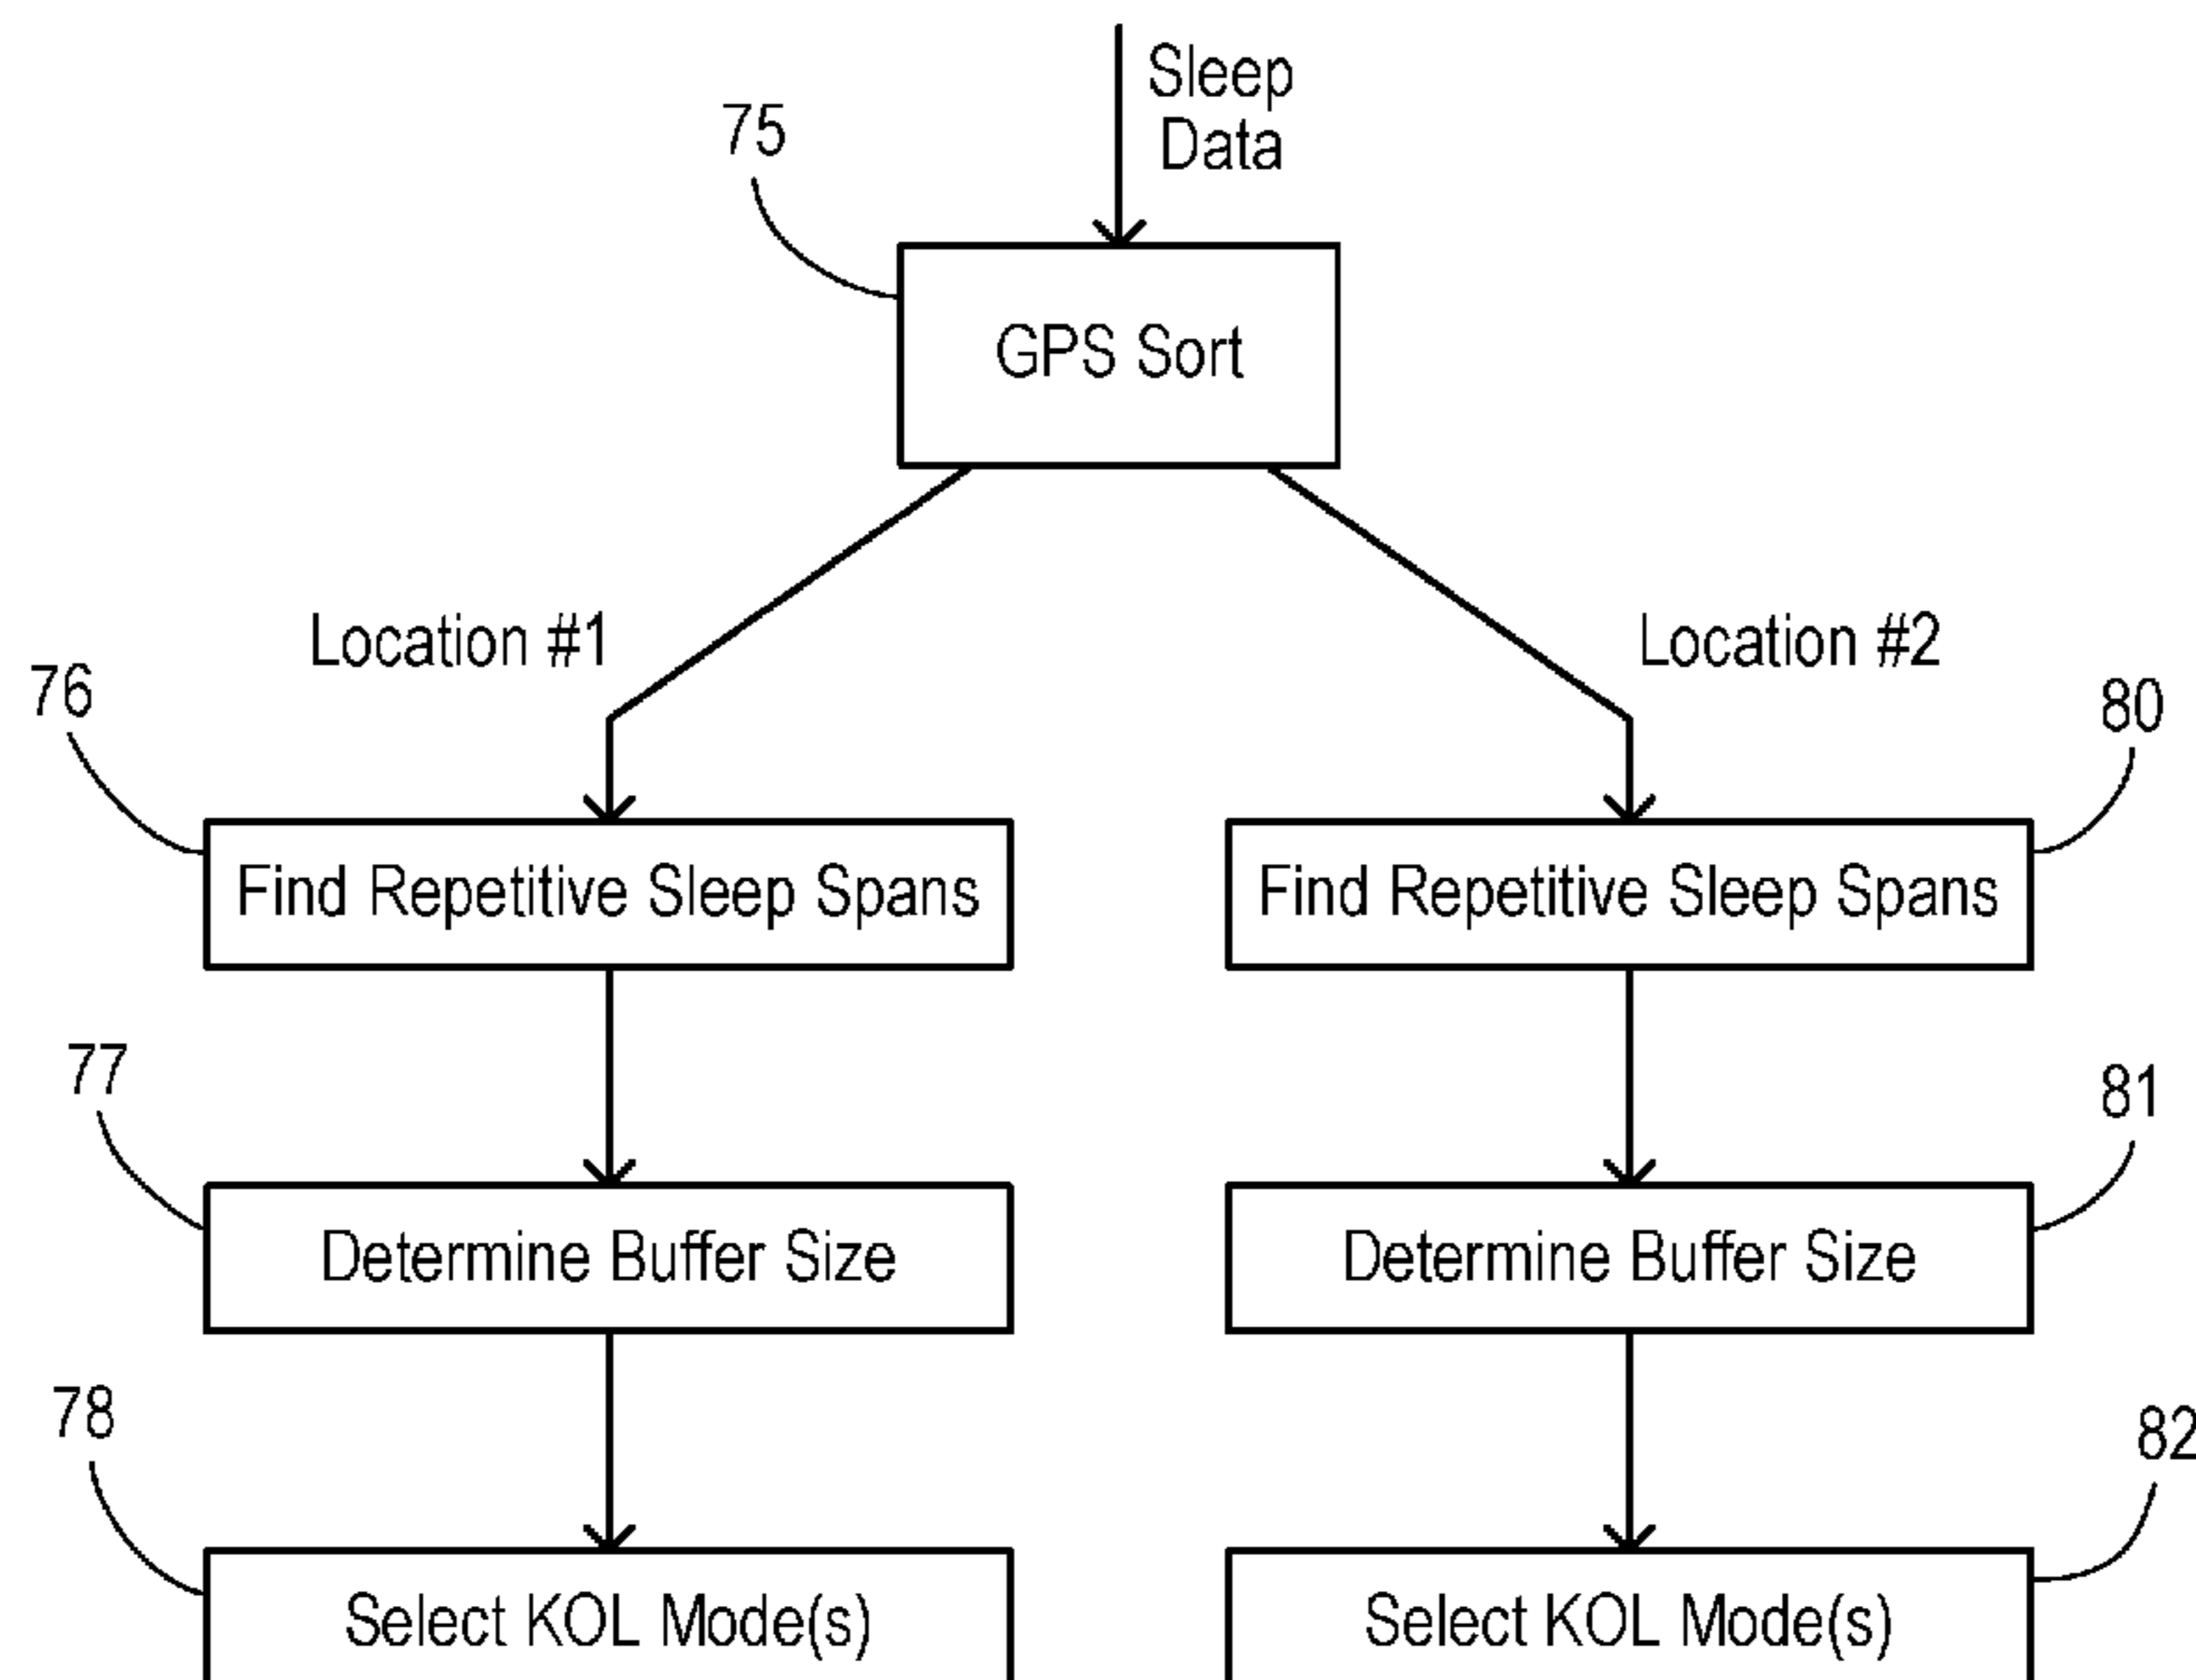 Sleep
Data
75
GPS Sort
Location #1
Location #2
76
80
Find Repetitive Sleep Spans
Find Repetitive Sleep Spans
77
81
Determine Buffer Size
Determine Buffer Size
78
82
Select KOL Mode(s)
Select KOL Mode(s)